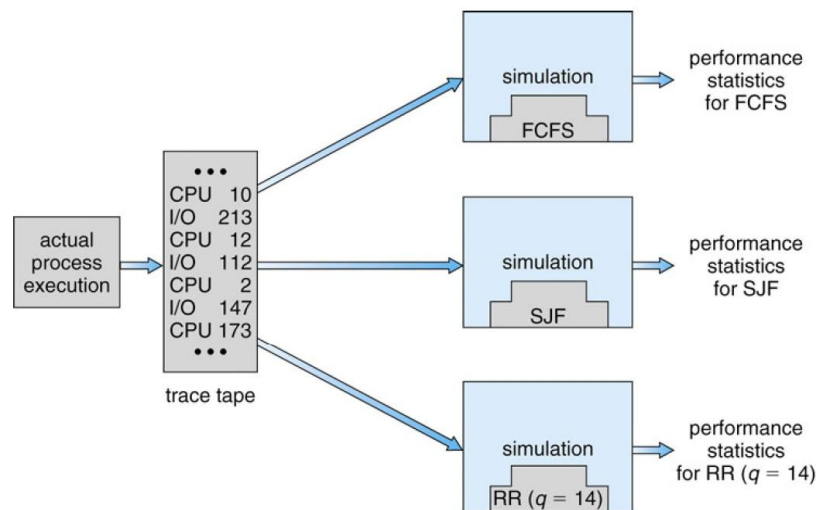 actual
process
execution
• • •
CPU 10
I/O 213
CPU 12
I/O 112
CPU 2
I/O 147
CPU 173
• • •
trace tape
simulation
FCFS
performance
statistics
for FCFS
simulation
SJF
performance
statistics
for SJF
simulation
RR (q = 14)
performance
statistics
for RR (q = 14)